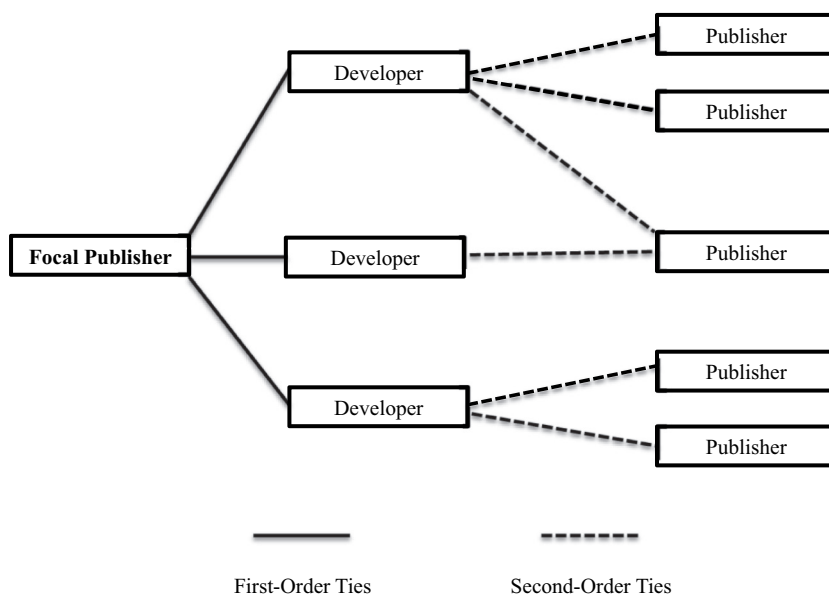 Publisher
Developer
Publisher
Focal Publisher
Developer
Publisher
Publisher
Developer
Publisher
First-Order Ties
Second-Order Ties